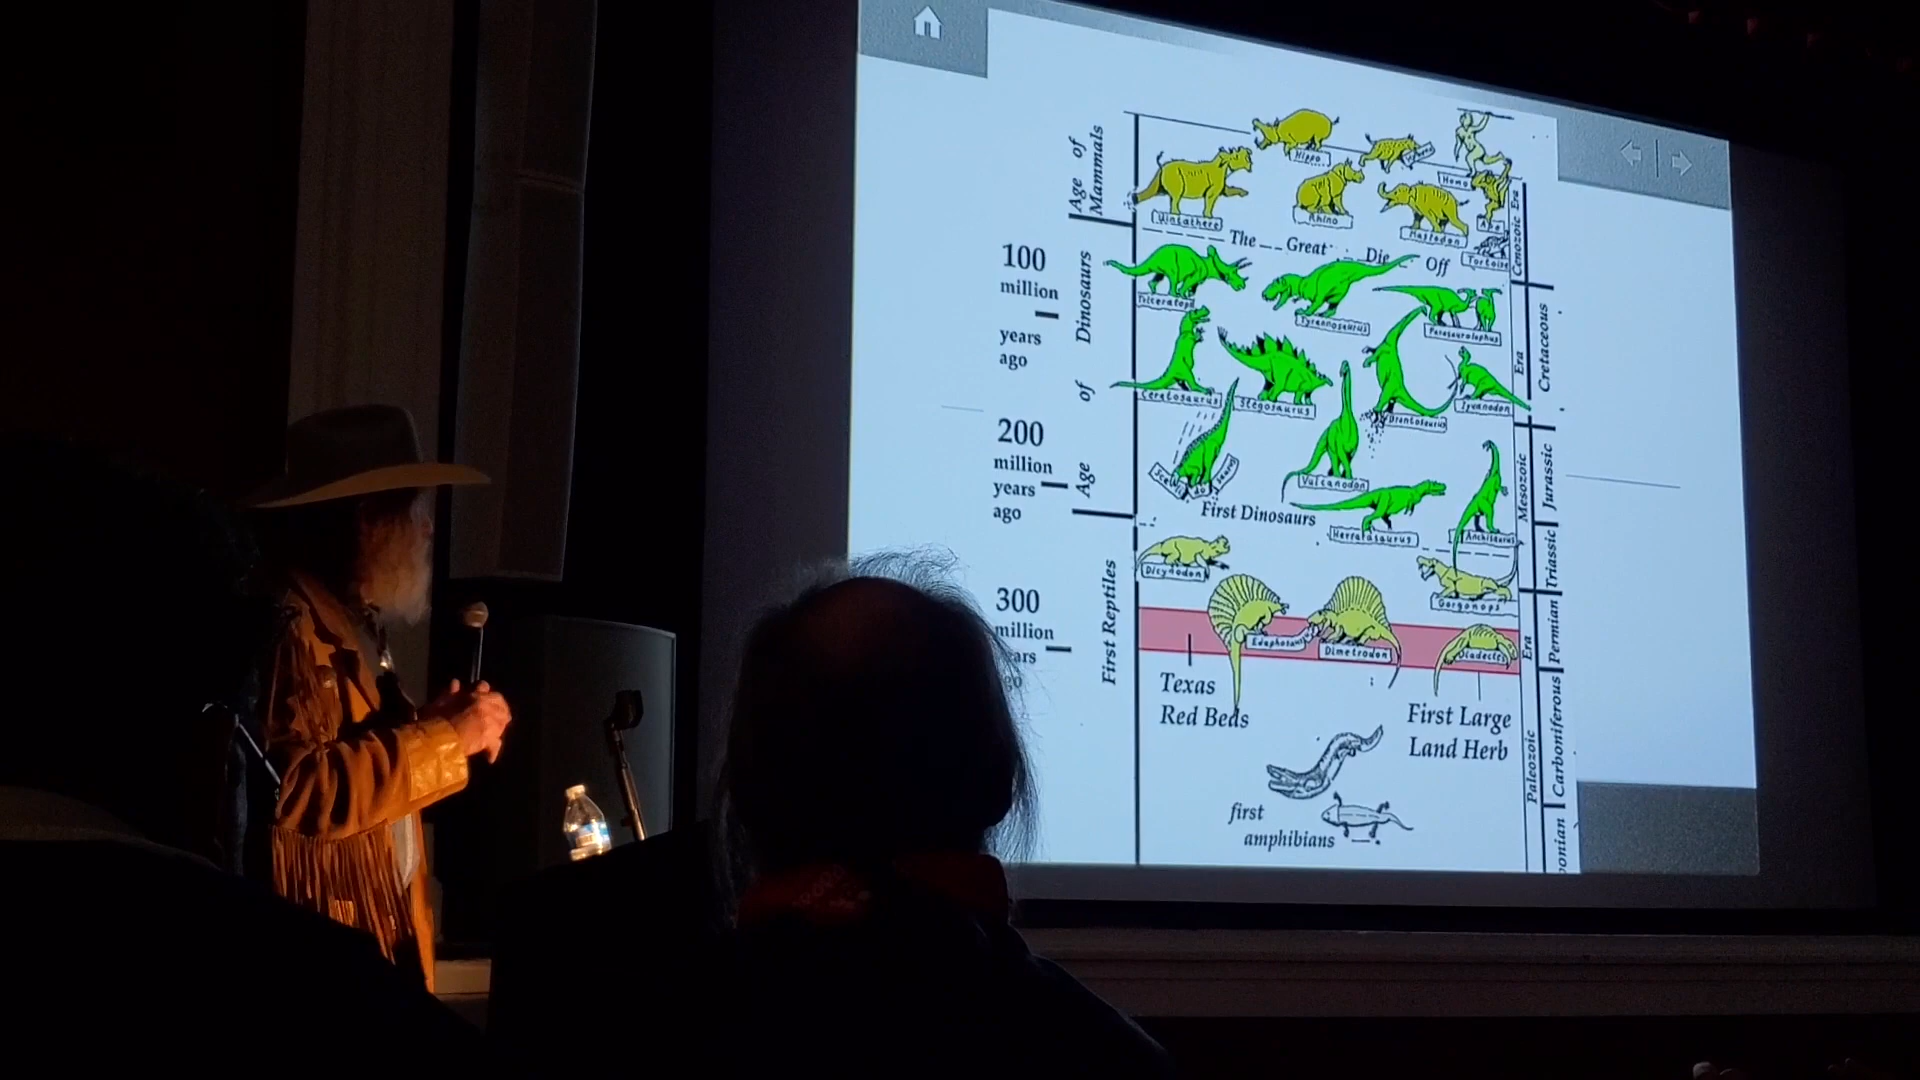 Age of
Mammals
Hippo
Homo
Uintathere
Rhino
Mastodon
Ape
Tortoise
The Great Die Off
100
million
years
ago
Age of Dinosaurs
Triceratops
Tyrannosaurus
Parasaurolophus
Ceratosaurus
Stegosaurus
Brontosaurus
Iguanodon
200
million
years
ago
Vulcanodon
First Dinosaurs
Herrerasaurus
Anchisaurus
300
million
First Reptiles
Dicynodon
Gorgonops
Edaphosaurus
Dimetrodon
Diadectes
Texas
Red Beds
First Large
Land Herb
first
amphibians
Cenozoic Era
Mesozoic Era
Paleozoic Era
Cretaceous
Jurassic
Triassic
Permian
Carboniferous